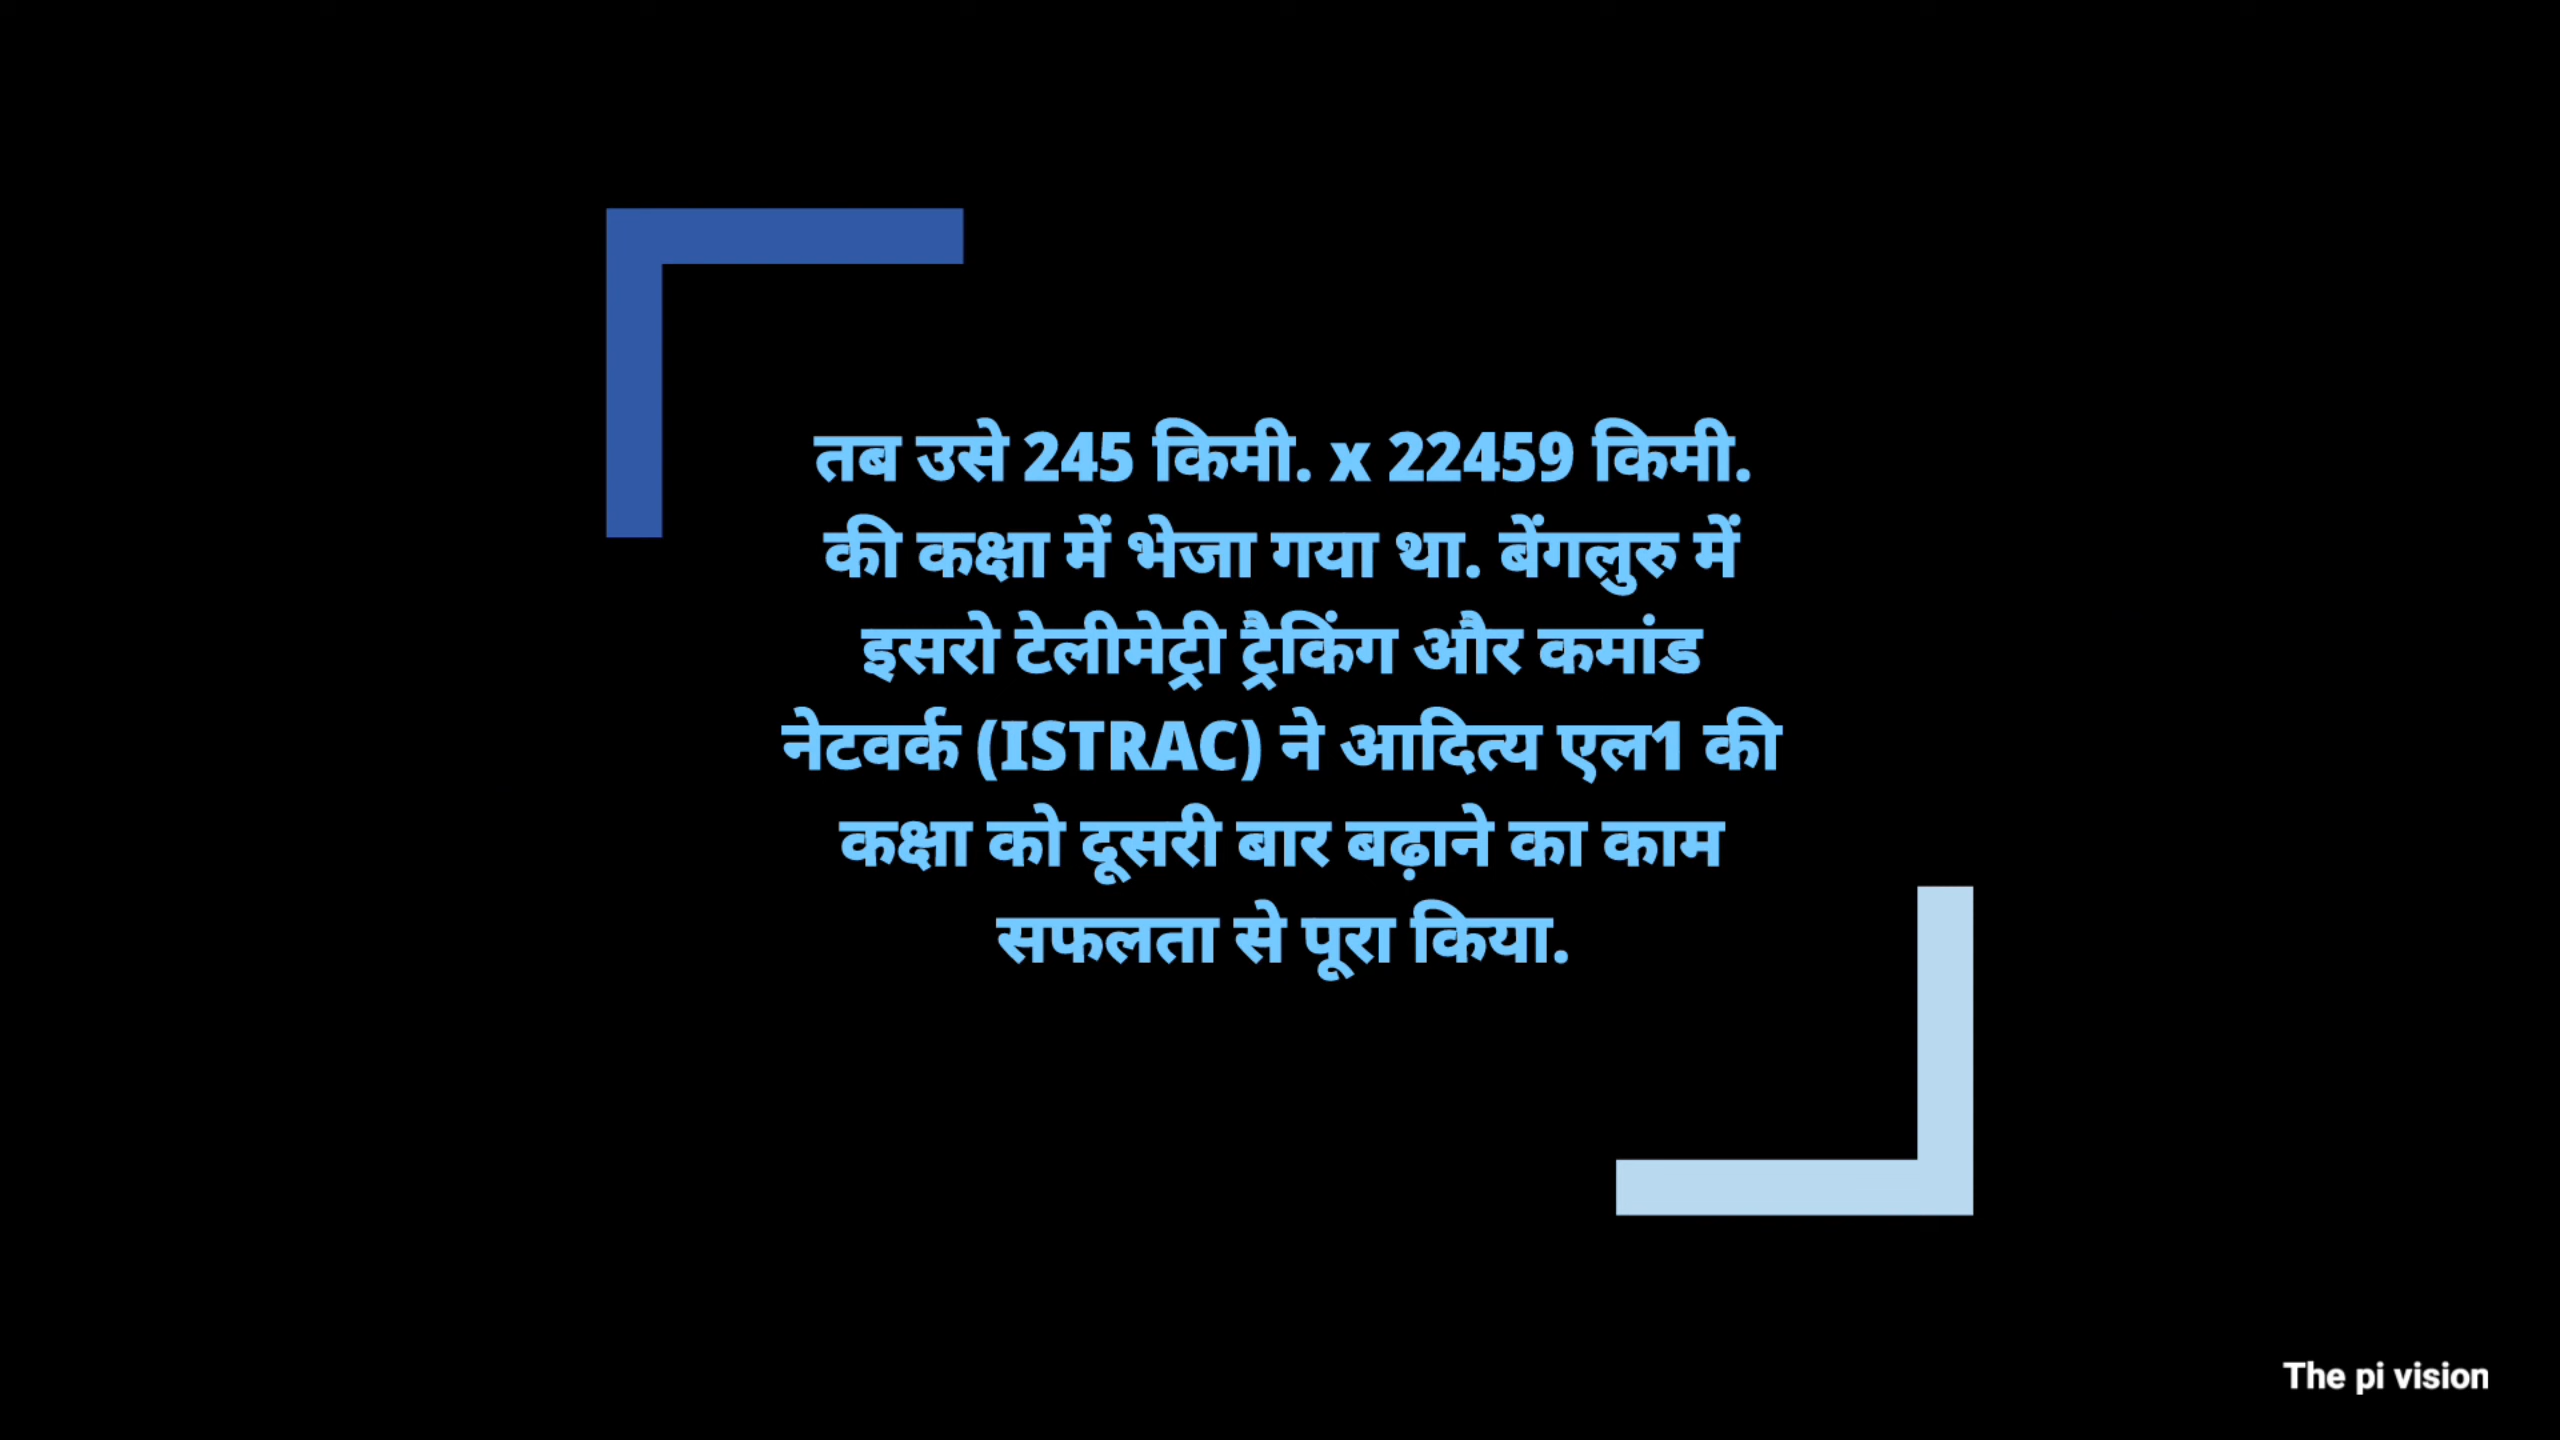 तब उसे 245 किमी. x 22459 किमी.
की कक्षा में भेजा गया था. बेंगलुरु में
इसरो टेलीमेट्री ट्रैकिंग और कमांड
नेटवर्क (ISTRAC) ने आदित्य एल1 की
कक्षा को दूसरी बार बढ़ाने का काम
सफलता से पूरा किया.
The pi vision